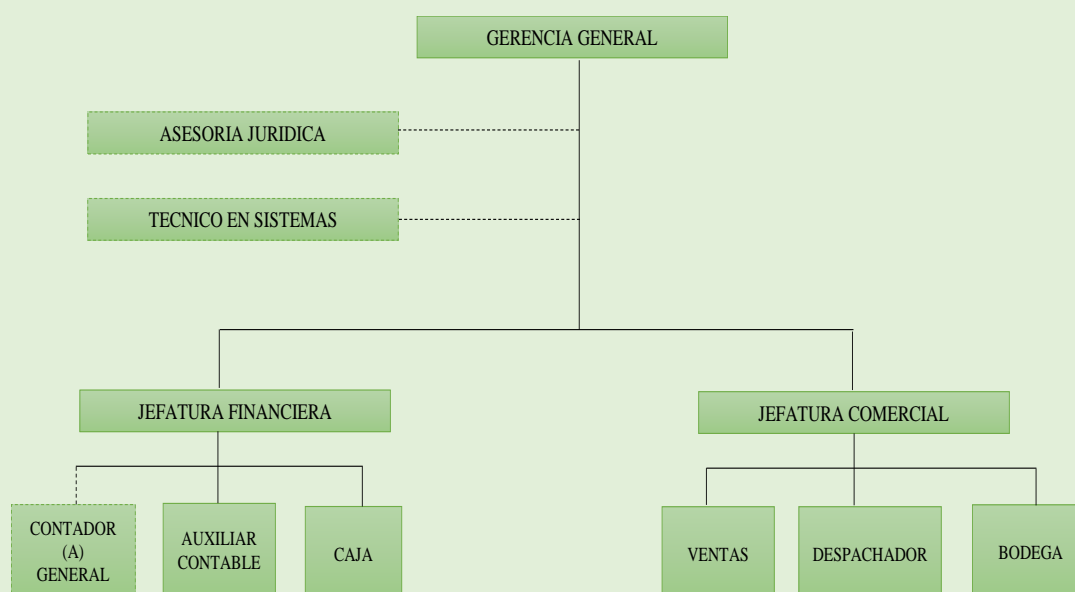 GERENCIA GENERAL
ASESORIA JURIDICA
TECNICO EN SISTEMAS
JEFATURA FINANCIERA
JEFATURA COMERCIAL
CONTADOR
(A)
GENERAL
AUXILIAR
CONTABLE
CAJA
VENTAS
DESPACHADOR
BODEGA